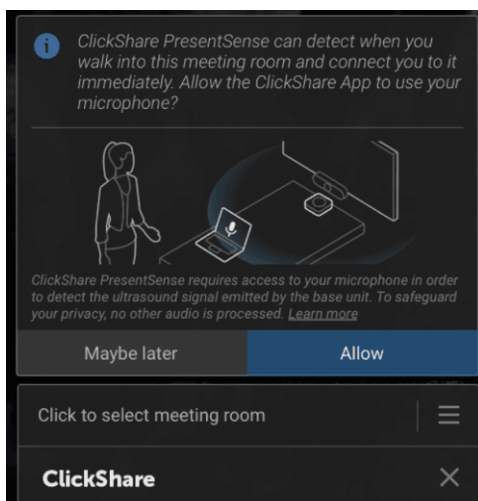 ClickShare PresentSense can detect when you
walk into this meeting room and connect you to it
immediately. Allow the ClickShare App to use your
microphone?
ClickShare PresentSense requires access to your microphone in order
to detect the ultrasound signal emitted by the base unit. To safeguard
your privacy, no other audio is processed. Learn more
Maybe later
Allow
Click to select meeting room
ClickShare